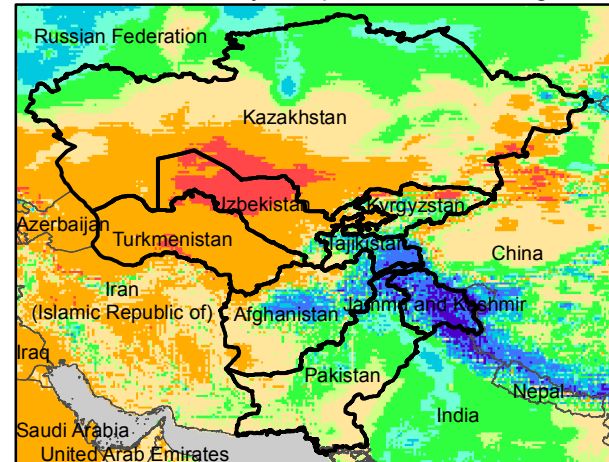 Russian Federation
Kazakhstan
Uzbekistan
Kyrgyzstan
Azerbaijan
Turkmenistan
Tajikistan
China
Iran
(Islamic Republic of)
Afghanistan
Jammu and Kashmir
Iraq
Pakistan
Nepal
India
Saudi Arabia
United Arab Emirates